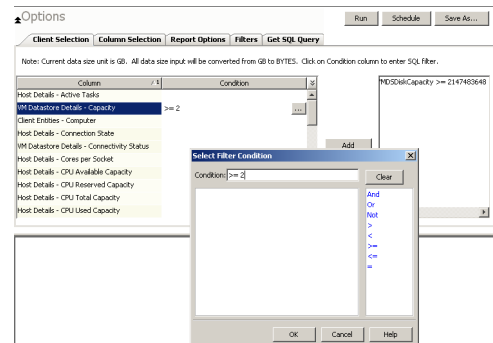 Options
Run Schedule Save As...
Client Selection Column Selection Report Options Filters Get SQL Query
Note: Current data size unit is GB. All data size input will be converted from GB to BYTES. Click on Condition column to enter SQL filter.
Column / 1 Condition
Host Details - Active Tasks
VM Datastore Details - Capacity >= 2 ...
Client Entities - Computer
Host Details - Connection State
VM Datastore Details - Connectivity Status
Host Details - Cores per Socket
Host Details - CPU Available Capacity
Host Details - CPU Reserved Capacity
Host Details - CPU Total Capacity
Host Details - CPU Used Capacity
"MDSDiskCapacity >= 2147483648
Add
Select Filter Condition
Condition: >= 2
Clear
And
Or
Not
>
<
>=
<=
=
OK Cancel Help